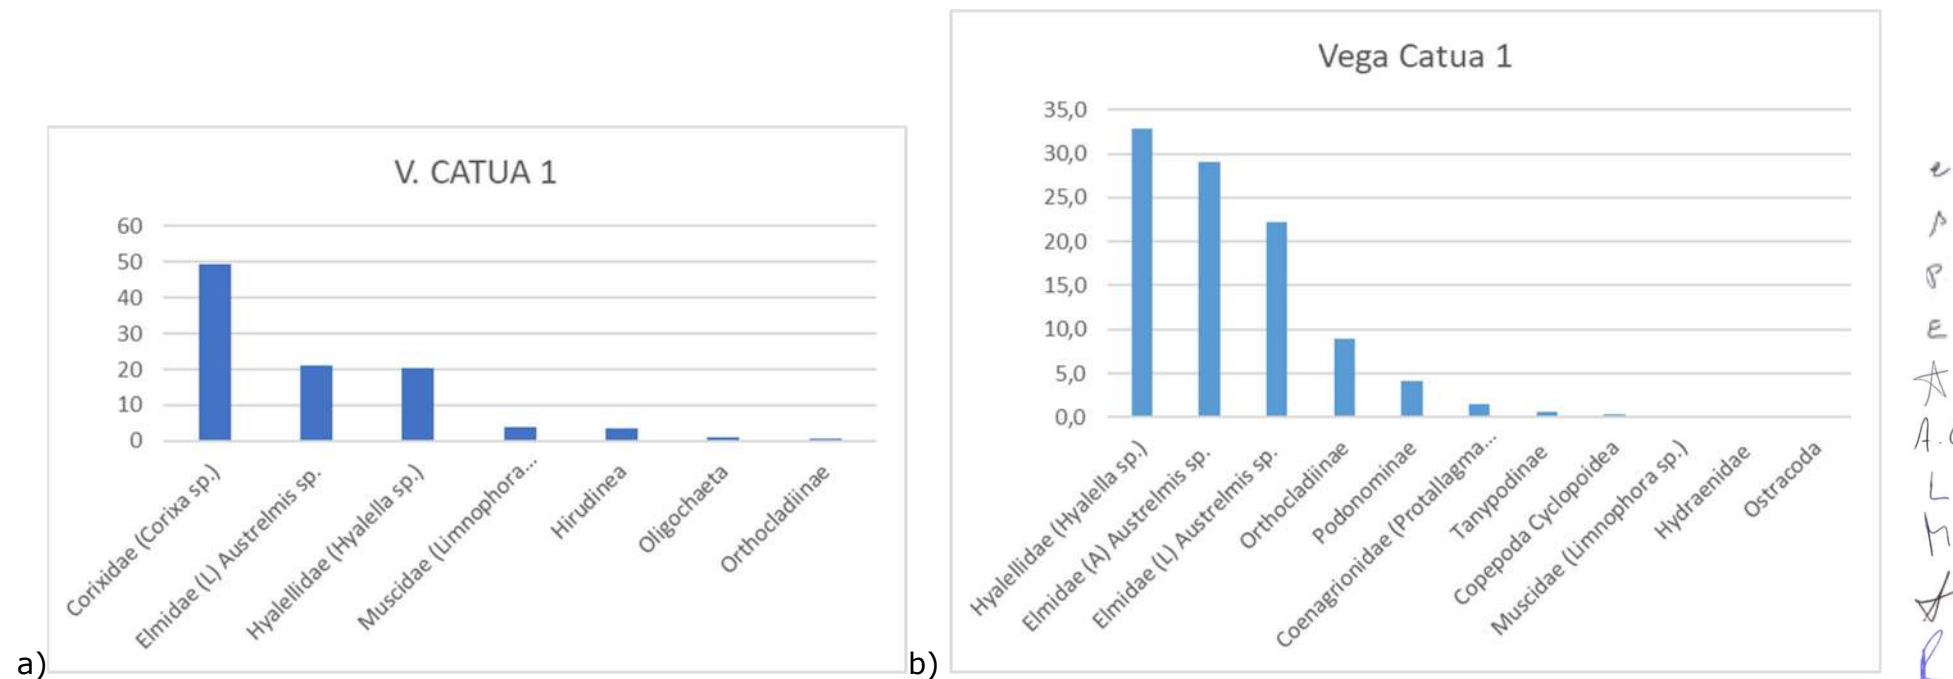 V. CATUA 1
60
50
40
30
20
10
0
Corixidae (Corixa sp.)
Elmidae (L) Austrelmis sp.
Hyalellidae (Hyalella sp.)
Muscidae (Limnophora...
Hirudinea
Oligochaeta
Orthocladiinae
a)
Vega Catua 1
35,0
30,0
25,0
20,0
15,0
10,0
5,0
0,0
Hyalellidae (Hyalella sp.)
Elmidae (A) Austrelmis sp.
Elmidae (L) Austrelmis sp.
Orthocladiinae
Podonominae
Coenagrionidae (Protallagma...
Tanypodinae
Copepoda Cyclopoidea
Muscidae (Limnophora sp.)
Hydraenidae
Ostracoda
b)
P
E
L